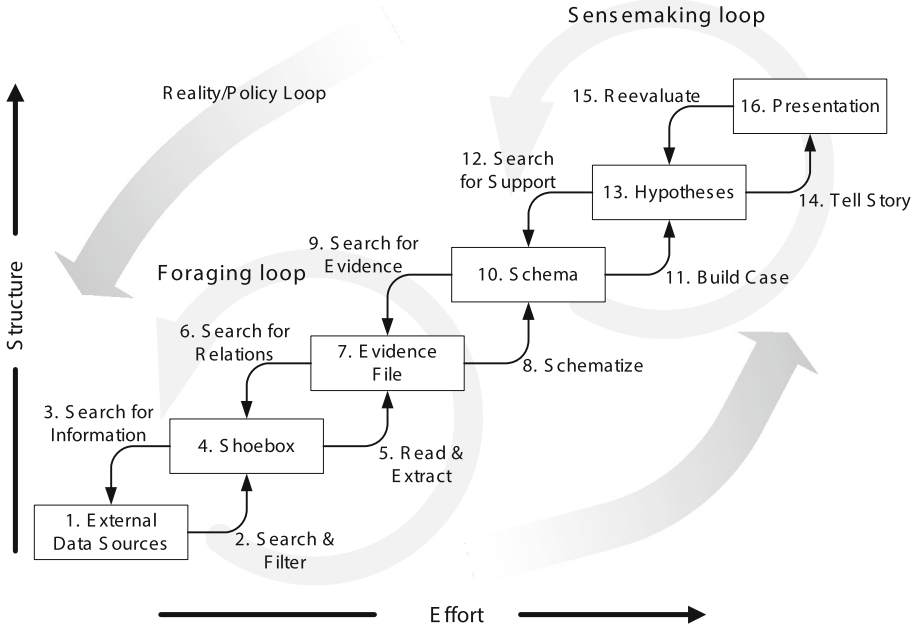 Sensemaking loop
Reality/Policy Loop
15. Reevaluate
16. Presentation
12. Search
for Support
13. Hypotheses
14. Tell Story
9. Search for
Evidence
10. Schema
11. Build Case
Foraging loop
6. Search for
Relations
7. Evidence
File
8. Schematize
3. Search for
Information
4. Shoebox
5. Read &
Extract
1. External
Data Sources
2. Search &
Filter
Structure
Effort